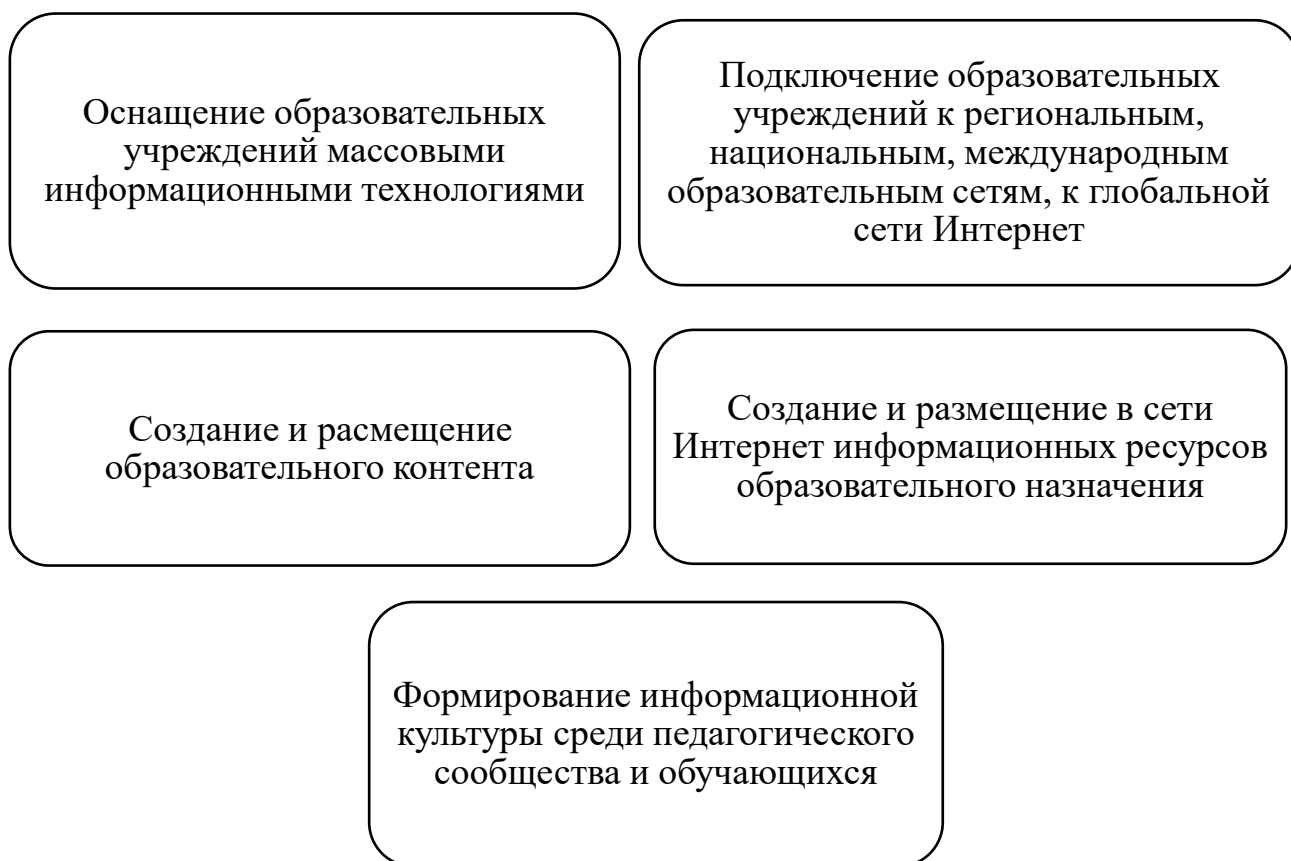 Оснащение образовательных
учреждений массовыми
информационными технологиями
Подключение образовательных
учреждений к региональным,
национальным, международным
образовательным сетям, к глобальной
сети Интернет
Создание и расмещение
образовательного контента
Создание и размещение в сети
Интернет информационных ресурсов
образовательного назначения
Формирование информационной
культуры среди педагогического
сообщества и обучающихся